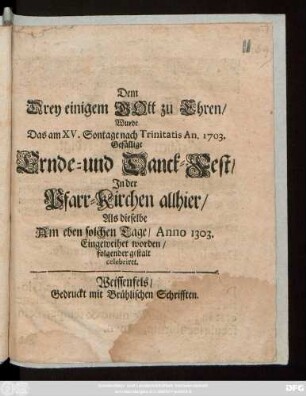 Dem
Drey einigem GOtt zu Ehren/
Wurde
Das am XV. Sontage nach Trinitatis An. 1703.
Gefällige
Ernde- und Danck-Fest/
In der
Pfarr-Kirchen allhier/
Als dieselbe
Am eben solchen Tage/ Anno 1303.
Eingeweihet worden/
folgender gestalt
celebriret.
Weissenfels/
Gedruckt mit Brühlischen Schrifften.
DFG